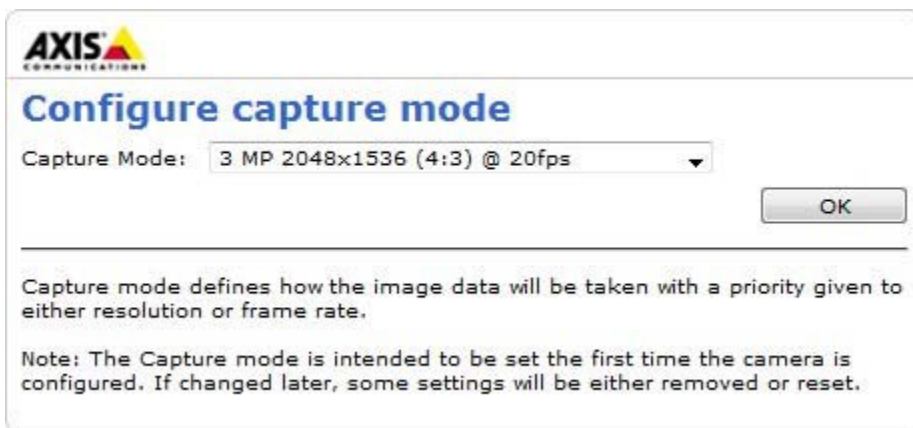 AXIS
COMMUNICATIONS
Configure capture mode
Capture Mode: 3 MP 2048x1536 (4:3) @ 20fps
OK
Capture mode defines how the image data will be taken with a priority given to
either resolution or frame rate.
Note: The Capture mode is intended to be set the first time the camera is
configured. If changed later, some settings will be either removed or reset.